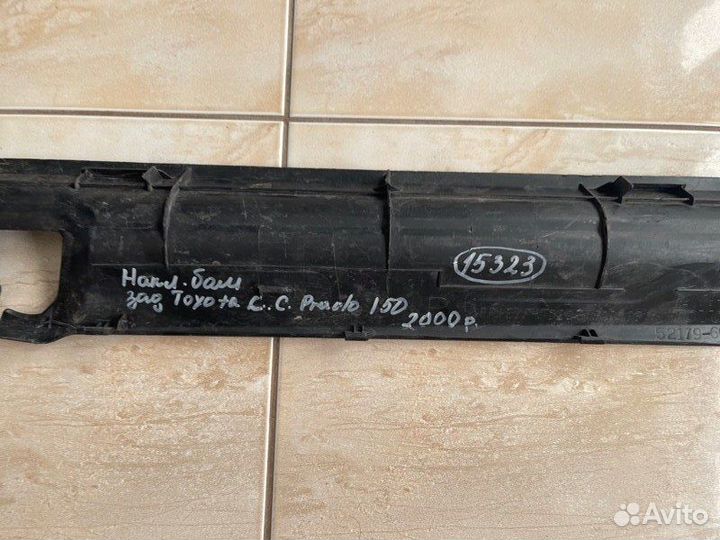 15323
Накл. бам
зад Toyota L.C. Prado 150
2000р.
52179-6
Avito